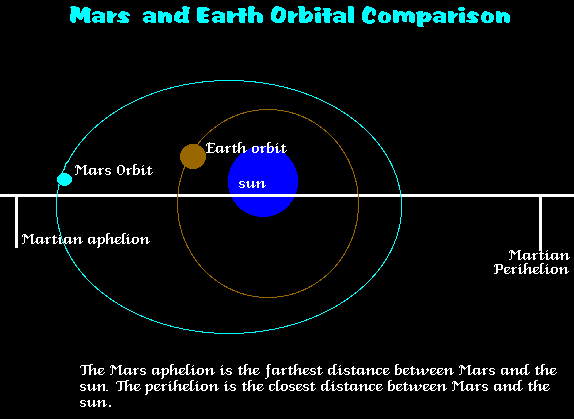 Mars and Earth Orbital Comparison
Earth orbit
Mars Orbit
sun
Martian aphelion
Martian
Perihelion
The Mars aphelion is the farthest distance between Mars and the
sun. The perihelion is the closest distance between Mars and the
sun.